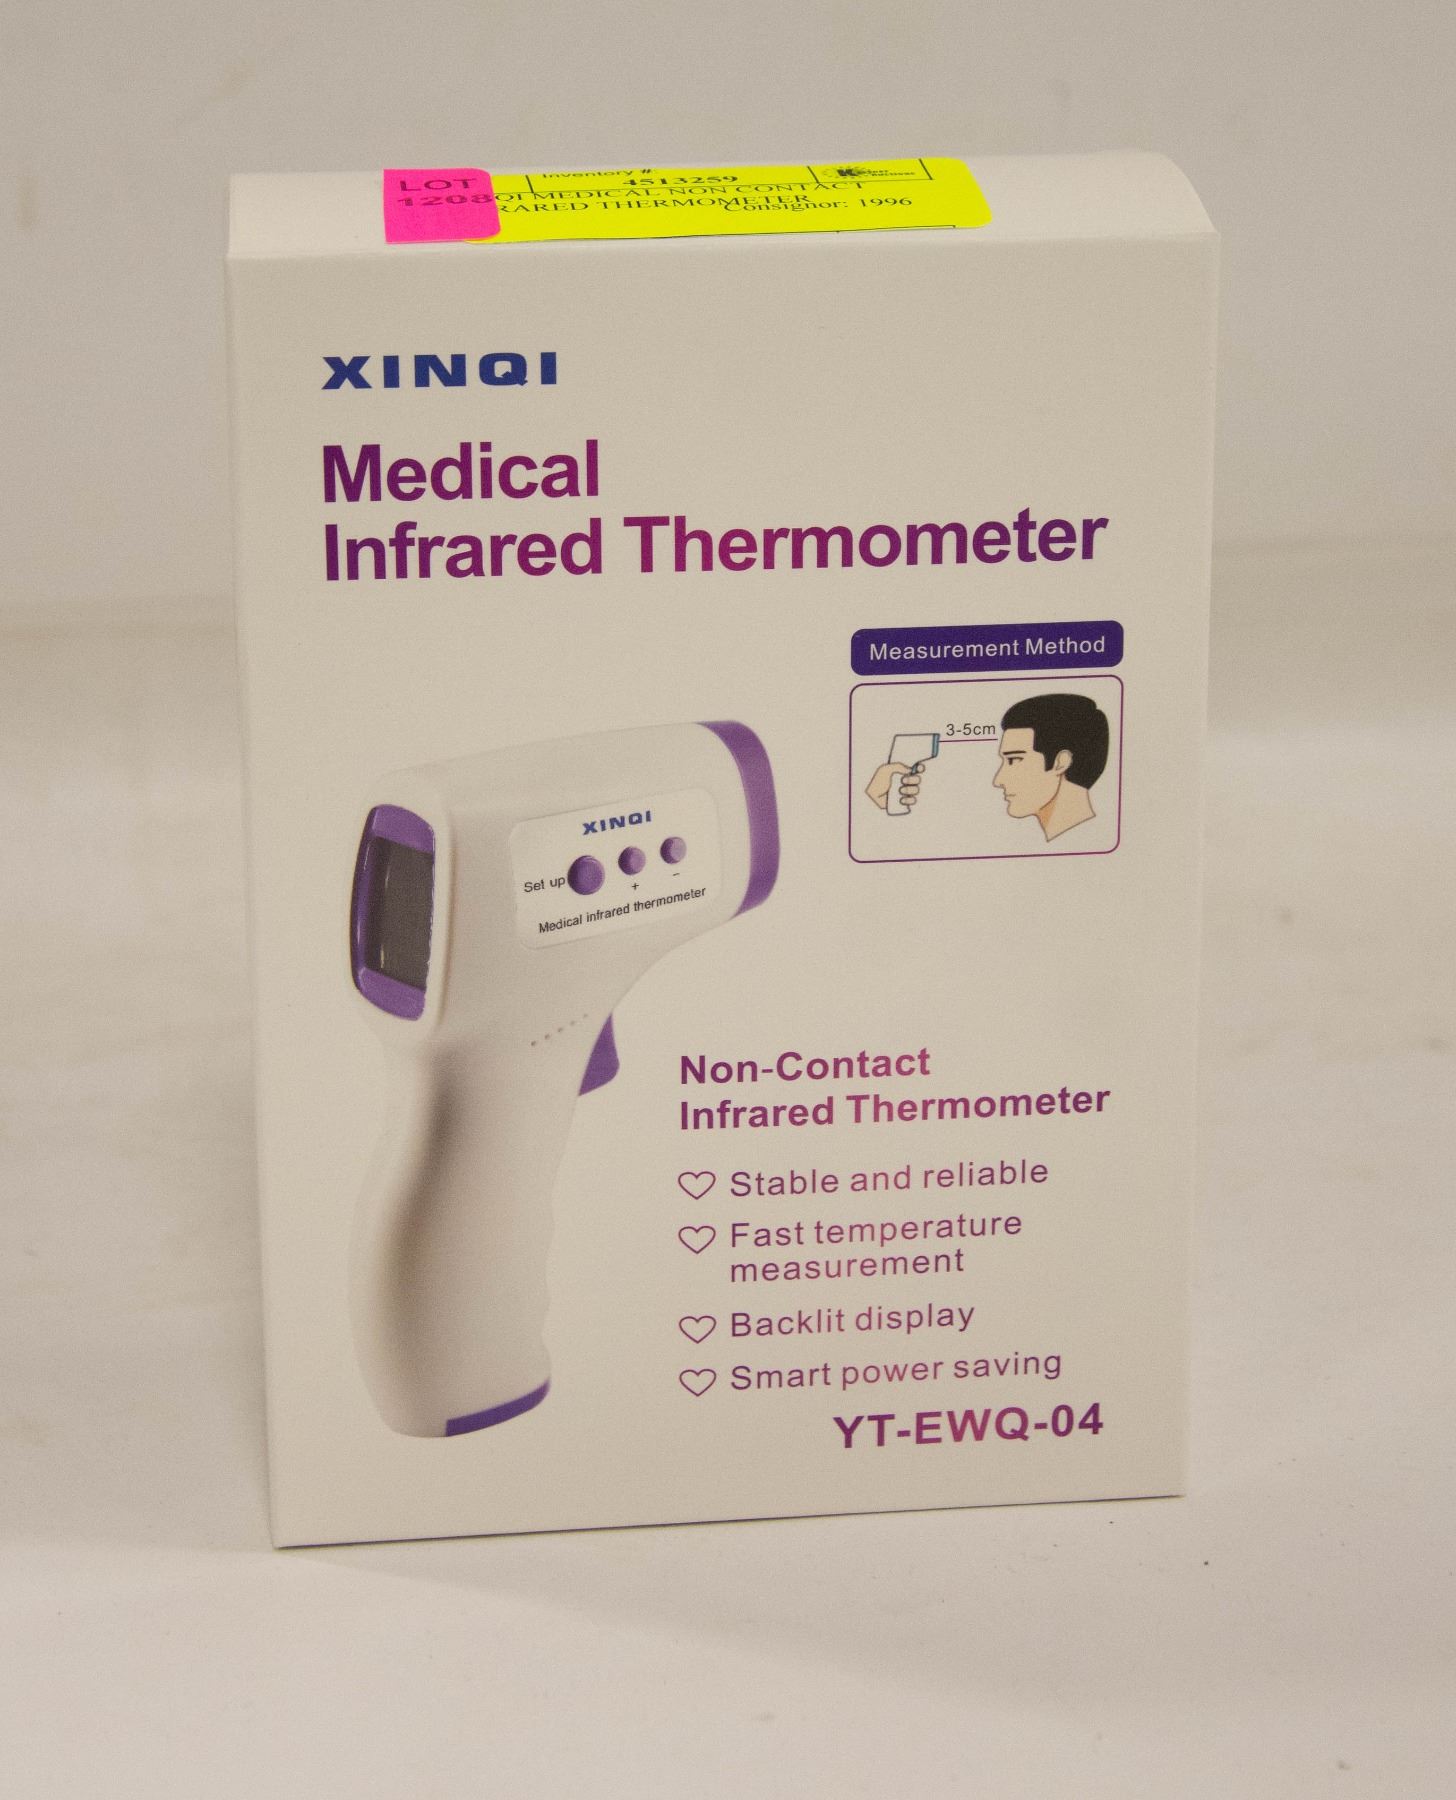 LOT
1208
Inventory #:
4513259
QI MEDICAL NON CONTACT
RARED THERMOMETER
Consignor: 1996
XINQI
Medical
Infrared Thermometer
Measurement Method
3-5cm
XINQI
Set up
+
-
Medical infrared thermometer
Non-Contact
Infrared Thermometer
Stable and reliable
Fast temperature
measurement
Backlit display
Smart power saving
YT-EWQ-04